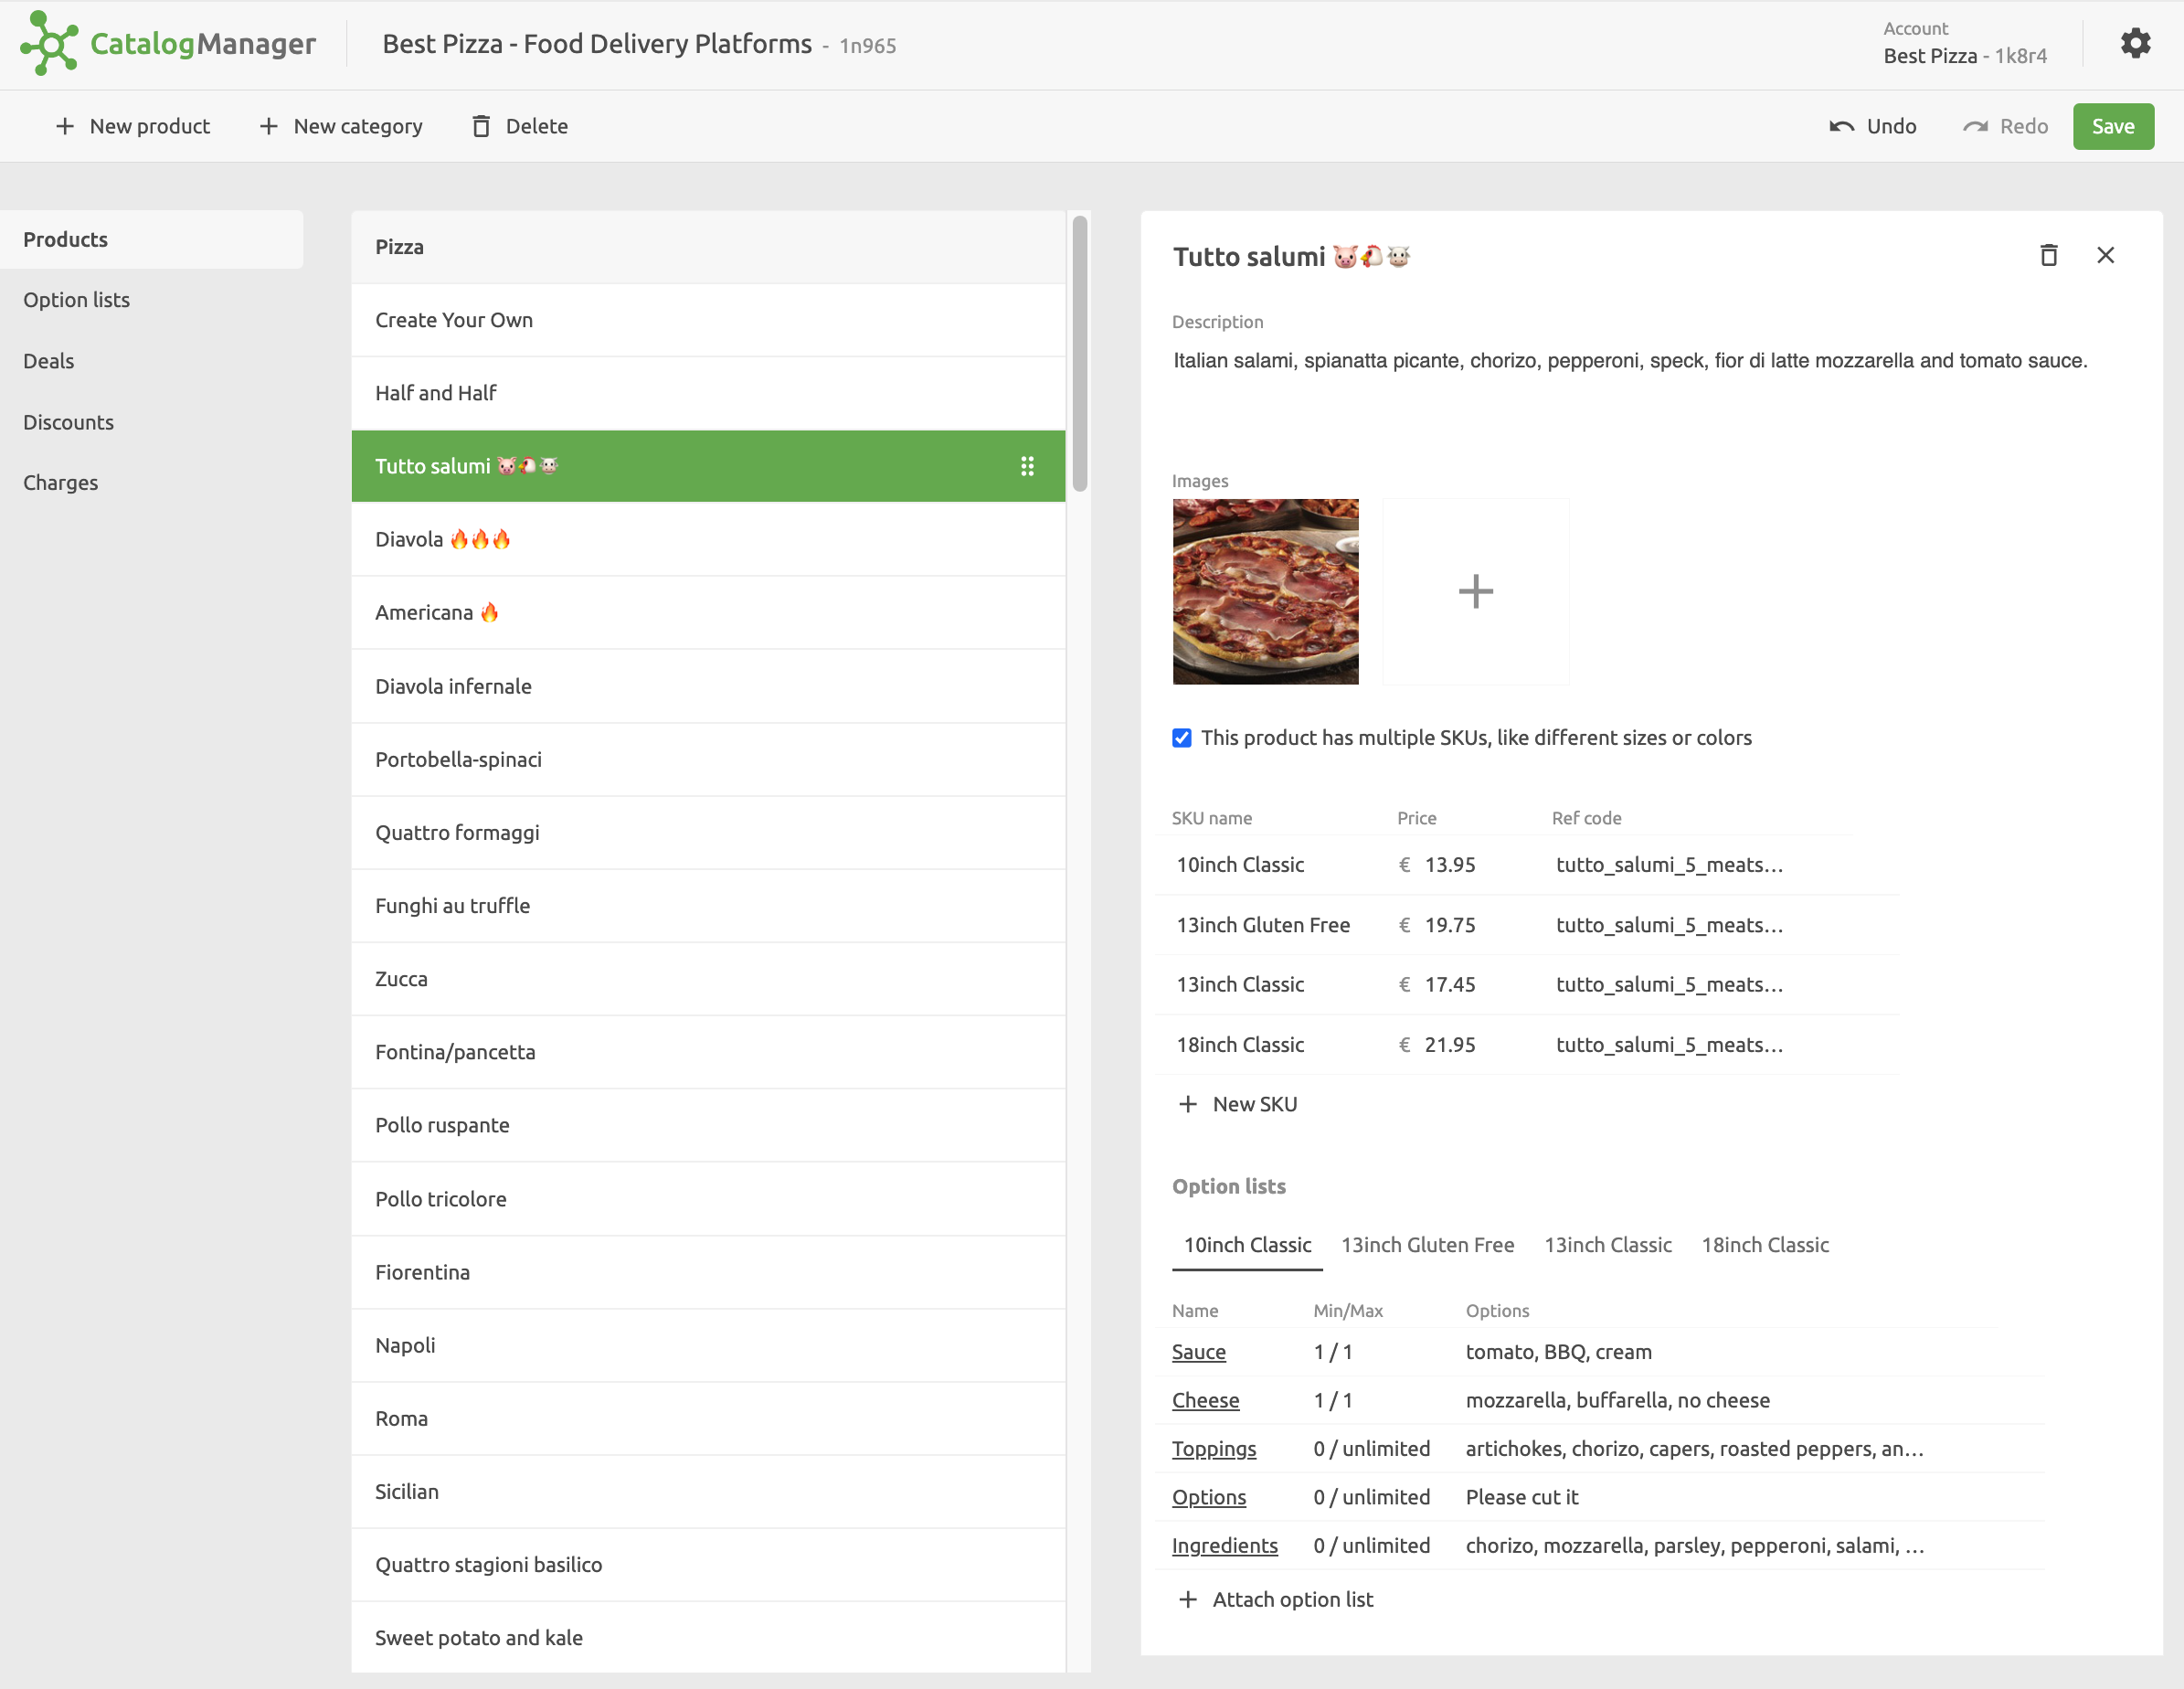 CatalogManager
Best Pizza - Food Delivery Platforms - 1n965
Account
Best Pizza - 1k8r4
New product
New category
Delete
Undo
Redo
Save
Products
Option lists
Deals
Discounts
Charges
Pizza
Create Your Own
Half and Half
Tutto salumi 🐷🐔🐮
Diavola 🔥🔥🔥
Americana 🔥
Diavola infernale
Portobella-spinaci
Quattro formaggi
Funghi au truffle
Zucca
Fontina/pancetta
Pollo ruspante
Pollo tricolore
Fiorentina
Napoli
Roma
Sicilian
Quattro stagioni basilico
Sweet potato and kale
Tutto salumi 🐷🐔🐮
Description
Italian salami, spianatta picante, chorizo, pepperoni, speck, fior di latte mozzarella and tomato sauce.
Images
This product has multiple SKUs, like different sizes or colors
SKU name Price Ref code
10inch Classic € 13.95 tutto_salumi_5_meats...
13inch Gluten Free € 19.75 tutto_salumi_5_meats...
13inch Classic € 17.45 tutto_salumi_5_meats...
18inch Classic € 21.95 tutto_salumi_5_meats...
New SKU
Option lists
10inch Classic 13inch Gluten Free 13inch Classic 18inch Classic
Name Min/Max Options
Sauce 1 / 1 tomato, BBQ, cream
Cheese 1 / 1 mozzarella, buffarella, no cheese
Toppings 0 / unlimited artichokes, chorizo, capers, roasted peppers, an...
Options 0 / unlimited Please cut it
Ingredients 0 / unlimited chorizo, mozzarella, parsley, pepperoni, salami, ...
Attach option list